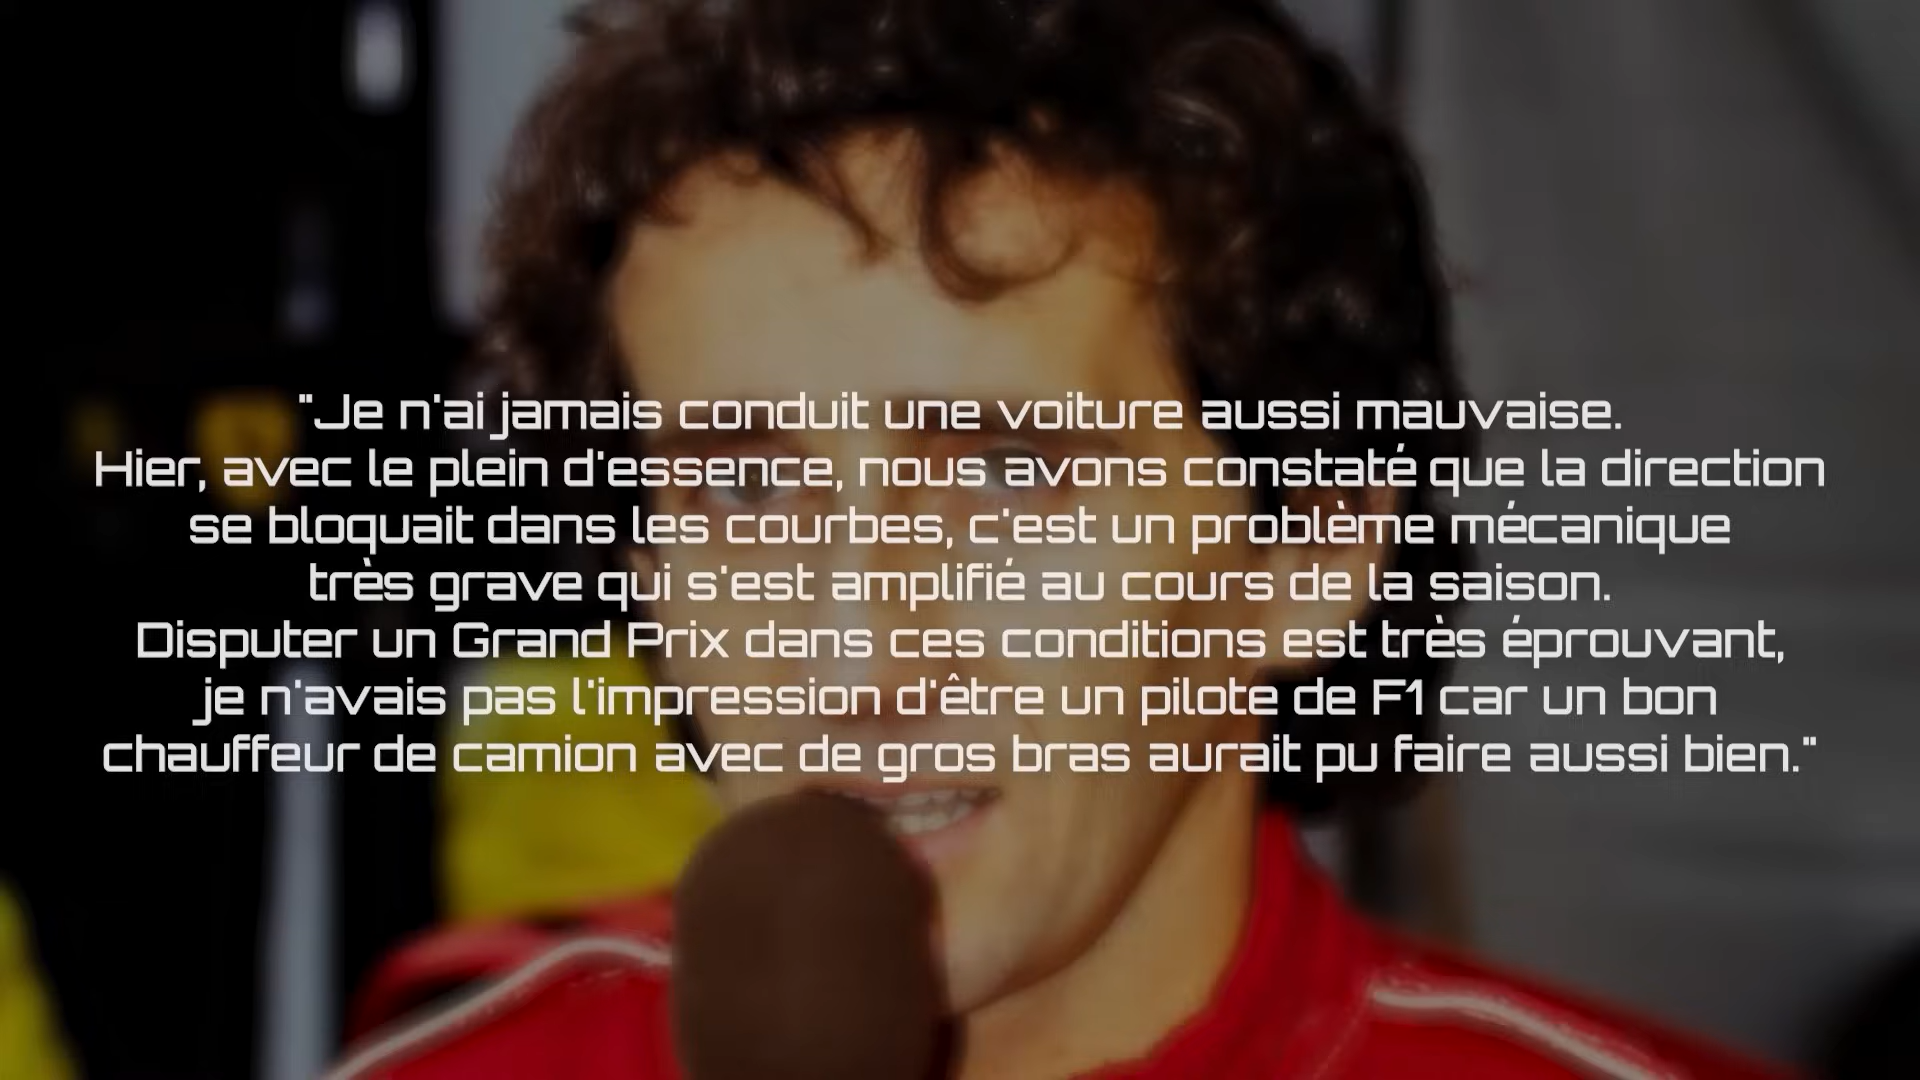 "Je n'ai jamais conduit une voiture aussi mauvaise.
Hier, avec le plein d'essence, nous avons constaté que la direction
se bloquait dans les courbes, c'est un problème mécanique
très grave qui s'est amplifié au cours de la saison.
Disputer un Grand Prix dans ces conditions est très éprouvant,
je n'avais pas l'impression d'être un pilote de F1 car un bon
chauffeur de camion avec de gros bras aurait pu faire aussi bien."